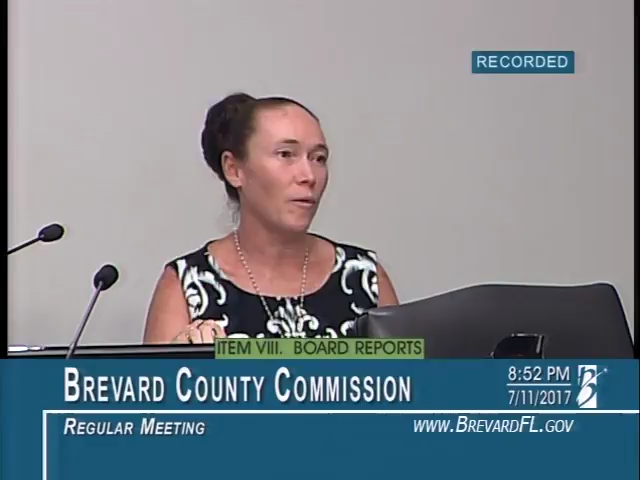 RECORDED
ITEM VIII. BOARD REPORTS
BREVARD COUNTY COMMISSION
8:52 PM
7/11/2017
REGULAR MEETING
WWW.BREVARDFL.GOV